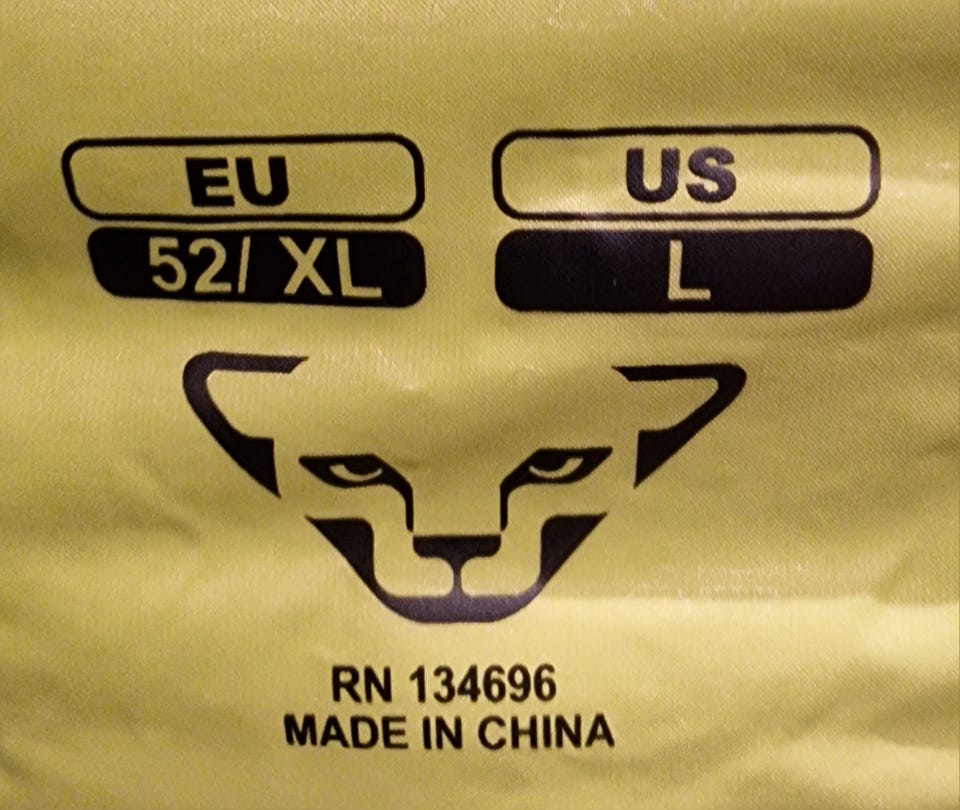 EU
US
52/ XL
L
RN 134696
MADE IN CHINA